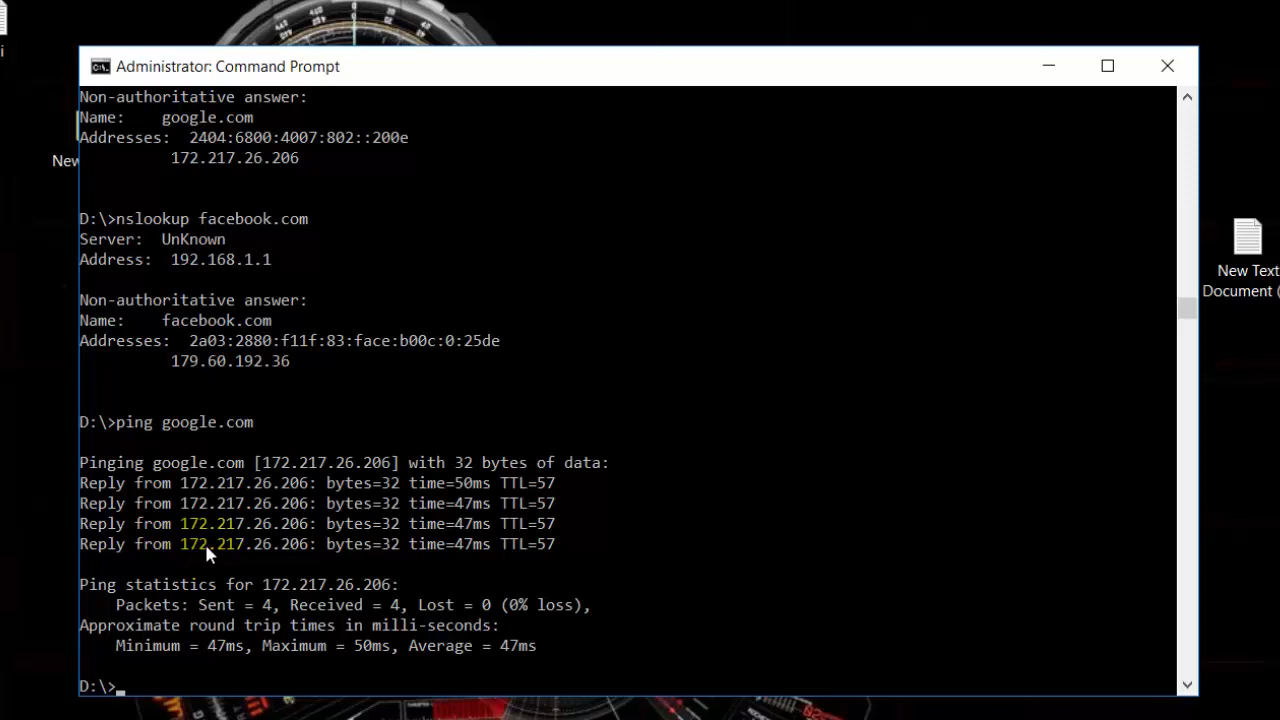 i
Administrator: Command Prompt
Non-authoritative answer:
Name:    google.com
Addresses:  2404:6800:4007:802::200e
          172.217.26.206
New
D:\>nslookup facebook.com
Server:  UnKnown
Address:  192.168.1.1
Non-authoritative answer:
Name:    facebook.com
Addresses:  2a03:2880:f11f:83:face:b00c:0:25de
          179.60.192.36
D:\>ping google.com
Pinging google.com [172.217.26.206] with 32 bytes of data:
Reply from 172.217.26.206: bytes=32 time=50ms TTL=57
Reply from 172.217.26.206: bytes=32 time=47ms TTL=57
Reply from 172.217.26.206: bytes=32 time=47ms TTL=57
Reply from 172.217.26.206: bytes=32 time=47ms TTL=57
Ping statistics for 172.217.26.206:
    Packets: Sent = 4, Received = 4, Lost = 0 (0% loss),
Approximate round trip times in milli-seconds:
    Minimum = 47ms, Maximum = 50ms, Average = 47ms
D:\>
New Text
Document (